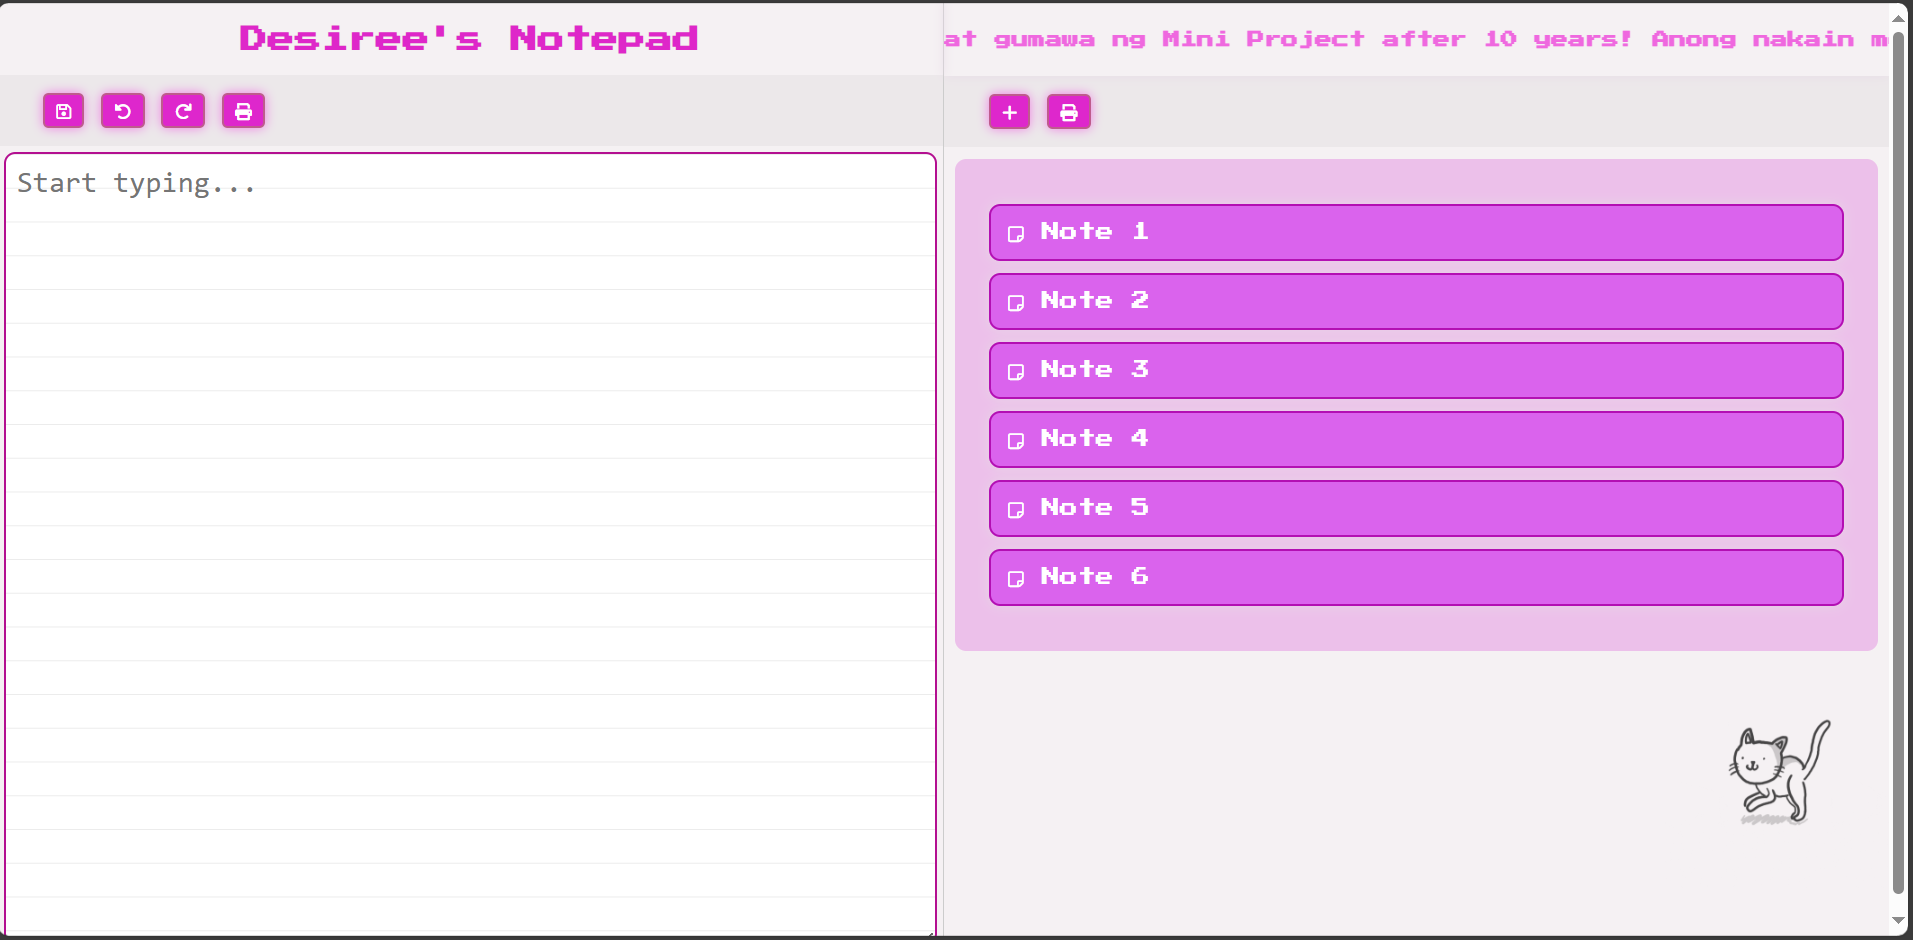 Desiree's Notepad
at gumawa ng Mini Project after 10 years! Anong nakain
Start typing...
Note 1
Note 2
Note 3
Note 4
Note 5
Note 6